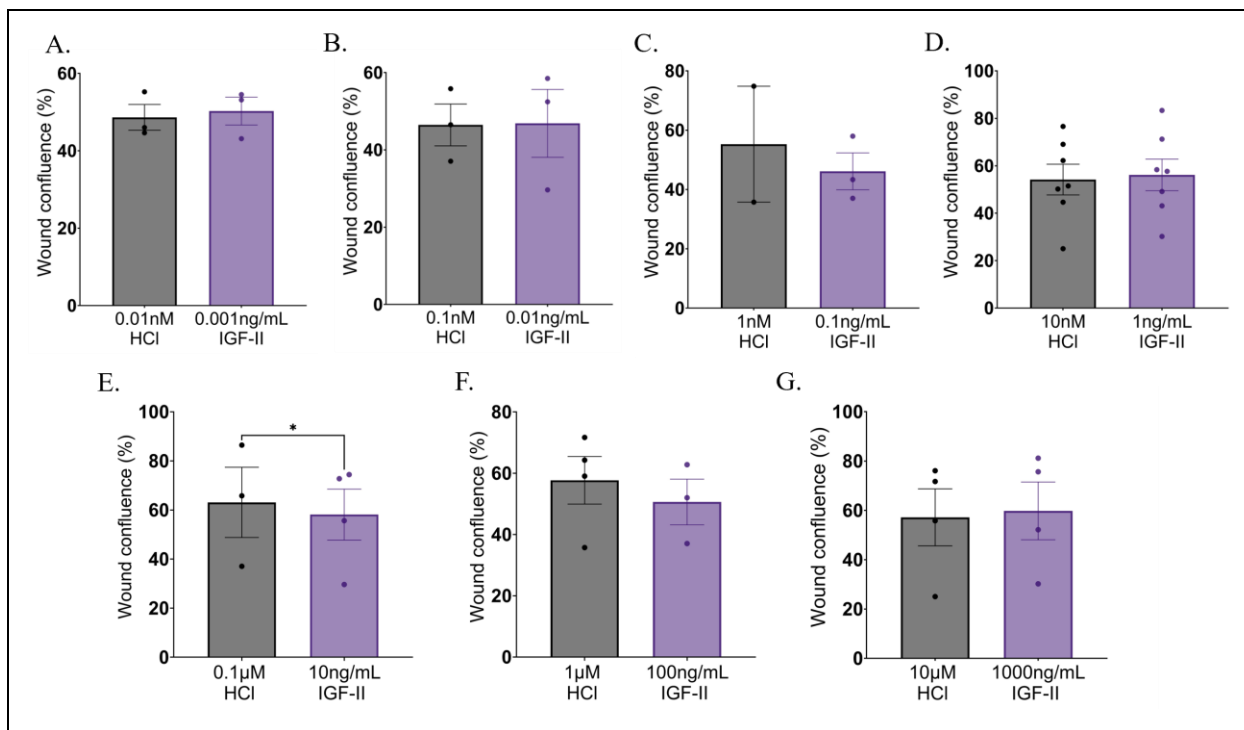 A.
B.
C.
D.
Wound confluence (%)
60
40
20
0
0.01nM
HCl
0.001ng/mL
IGF-II
Wound confluence (%)
60
40
20
0
0.1nM
HCl
0.01ng/mL
IGF-II
Wound confluence (%)
80
60
40
20
0
1nM
HCl
0.1ng/mL
IGF-II
Wound confluence (%)
100
80
60
40
20
0
10nM
HCl
1ng/mL
IGF-II
E.
F.
G.
Wound confluence (%)
100
80
60
40
20
0
*
0.1µM
HCl
10ng/mL
IGF-II
Wound confluence (%)
80
60
40
20
0
1µM
HCl
100ng/mL
IGF-II
Wound confluence (%)
100
80
60
40
20
0
10µM
HCl
1000ng/mL
IGF-II